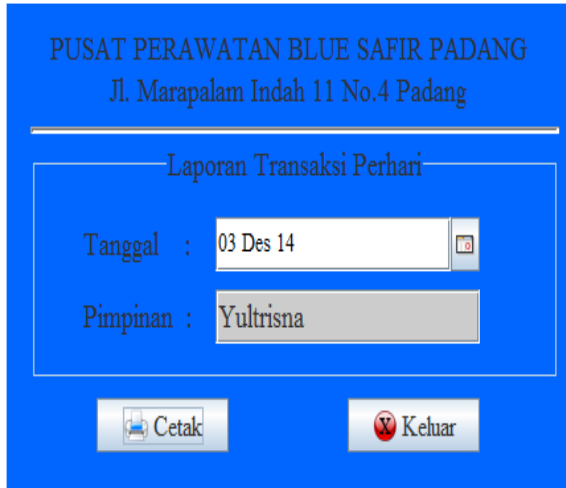 PUSAT PERAWATAN BLUE SAFIR PADANG
Jl. Marapalam Indah 11 No.4 Padang
Laporan Transaksi Perhari
Tanggal : 03 Des 14
Pimpinan : Yultrisna
Cetak X Keluar